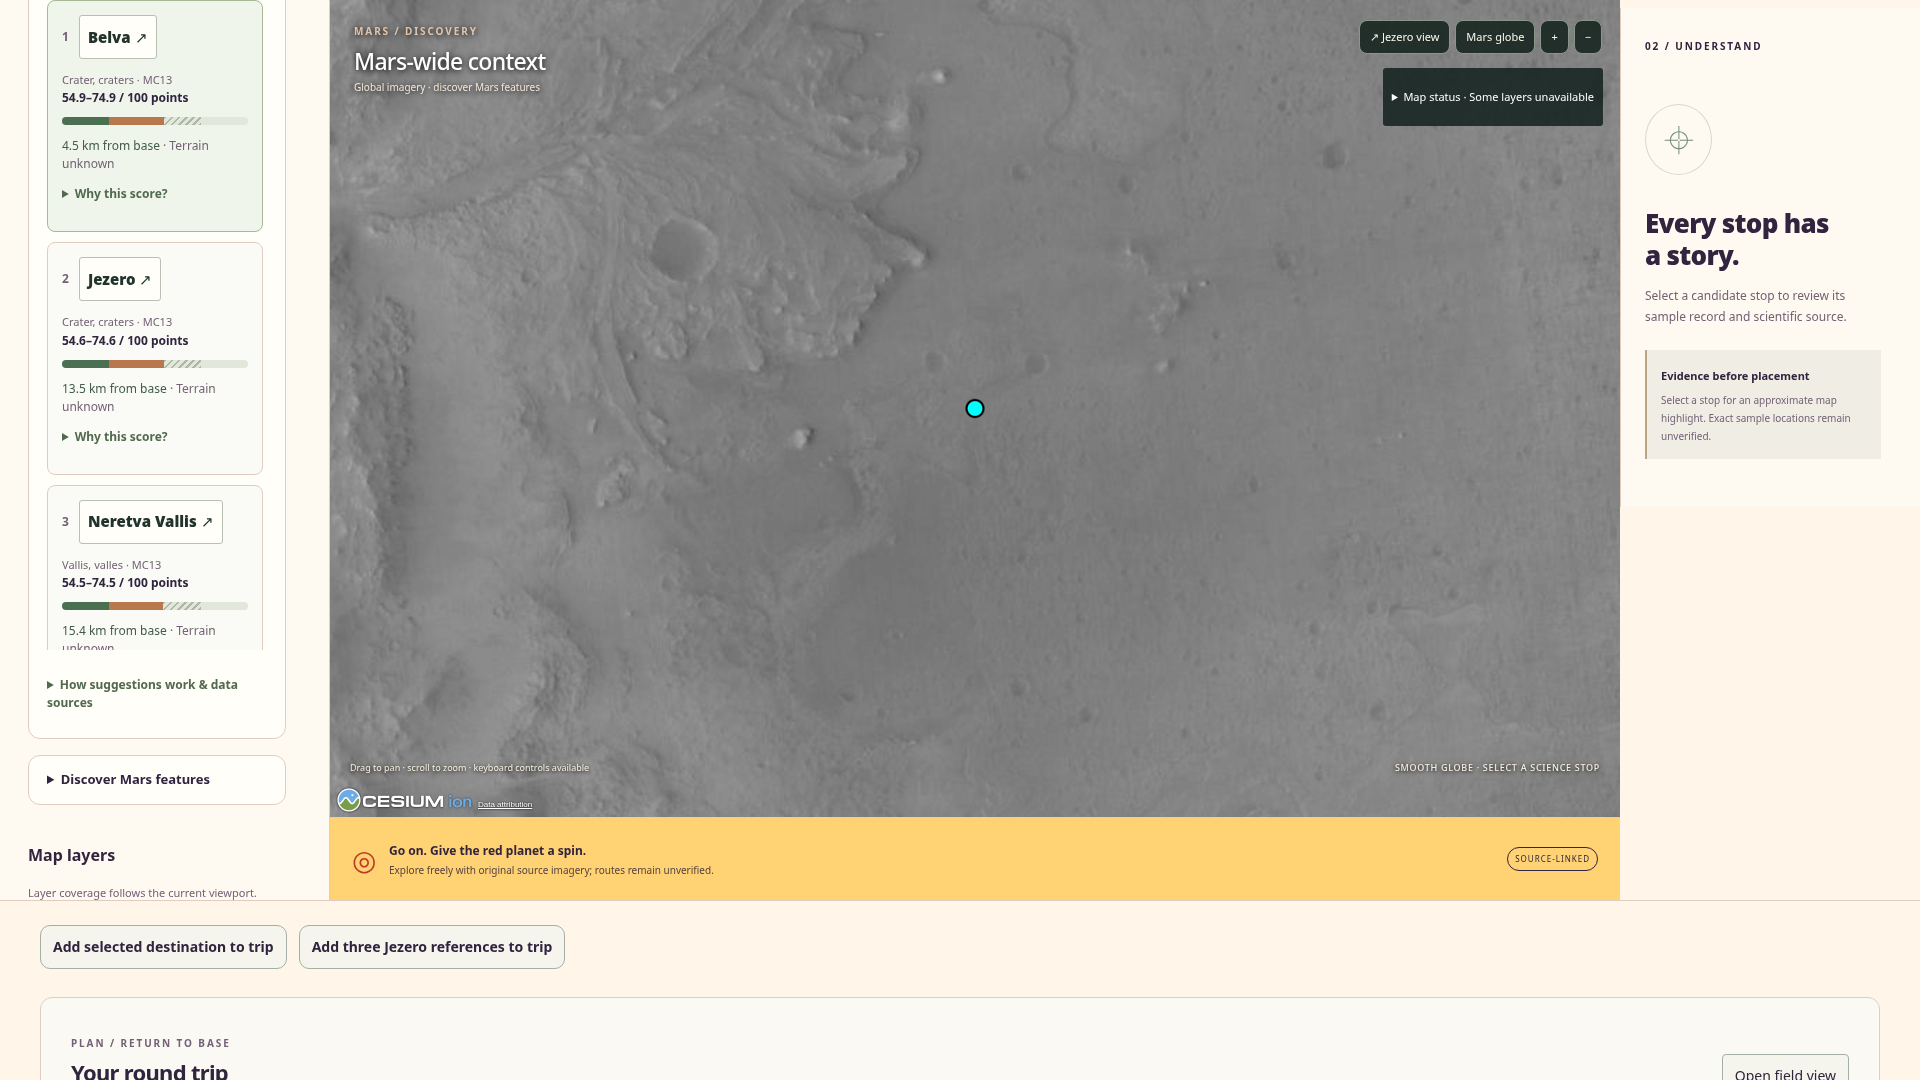 1 Belva ↗
Crater, craters · MC13
54.9–74.9 / 100 points
4.5 km from base · Terrain
unknown
▶ Why this score?
2 Jezero ↗
Crater, craters · MC13
54.6–74.6 / 100 points
13.5 km from base · Terrain
unknown
▶ Why this score?
3 Neretva Vallis ↗
Vallis, valles · MC13
54.5–74.5 / 100 points
15.4 km from base · Terrain
unknown
▶ How suggestions work & data
sources
▶ Discover Mars features
Map layers
Layer coverage follows the current viewport.
MARS / DISCOVERY
Mars-wide context
Global imagery · discover Mars features
↗ Jezero view
Mars globe
+
−
▶ Map status · Some layers unavailable
Drag to pan · scroll to zoom · keyboard controls available
SMOOTH GLOBE · SELECT A SCIENCE STOP
CESIUM ion Data attribution
Go on. Give the red planet a spin.
Explore freely with original source imagery; routes remain unverified.
SOURCE-LINKED
02 / UNDERSTAND
Every stop has
a story.
Select a candidate stop to review its
sample record and scientific source.
Evidence before placement
Select a stop for an approximate map
highlight. Exact sample locations remain
unverified.
Add selected destination to trip
Add three Jezero references to trip
PLAN / RETURN TO BASE
Your round trip
Open field view